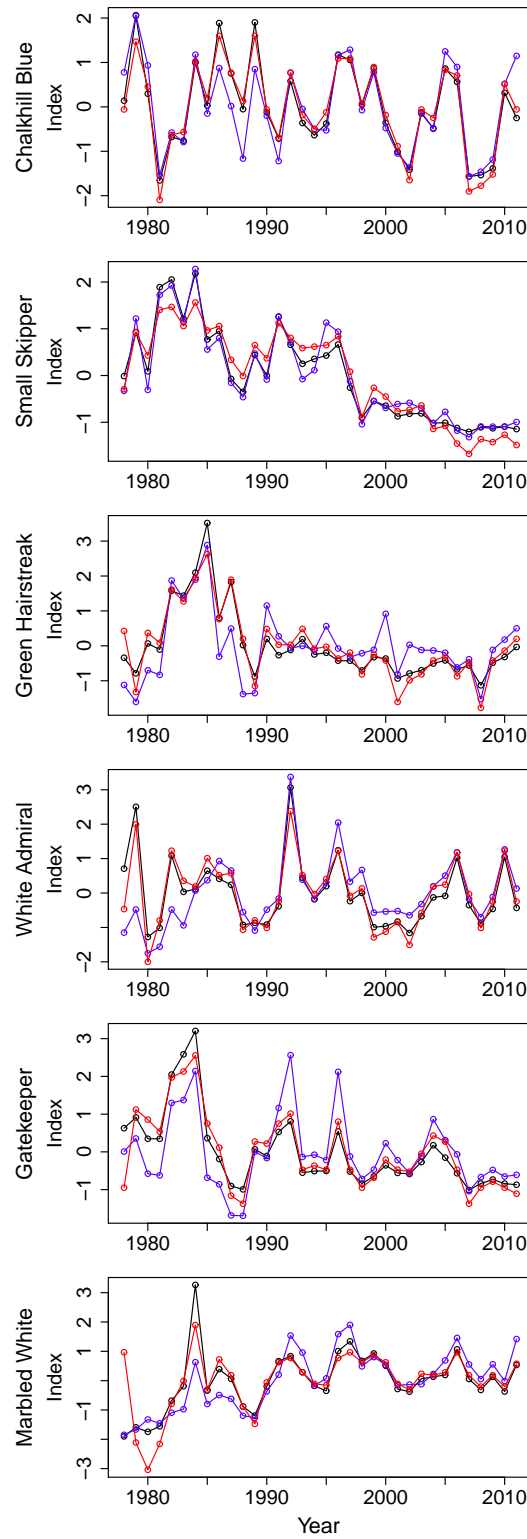 Chalkhill Blue
Index
2
1
0
−1
−2
1980 1990 2000 2010
Small Skipper
Index
2
1
0
−1
1980 1990 2000 2010
Green Hairstreak
Index
3
2
1
0
−1
1980 1990 2000 2010
White Admiral
Index
3
2
1
0
−2
1980 1990 2000 2010
Gatekeeper
Index
3
2
1
0
−1
1980 1990 2000 2010
Marbled White
Index
3
1
−1
−3
1980 1990 2000 2010
Year